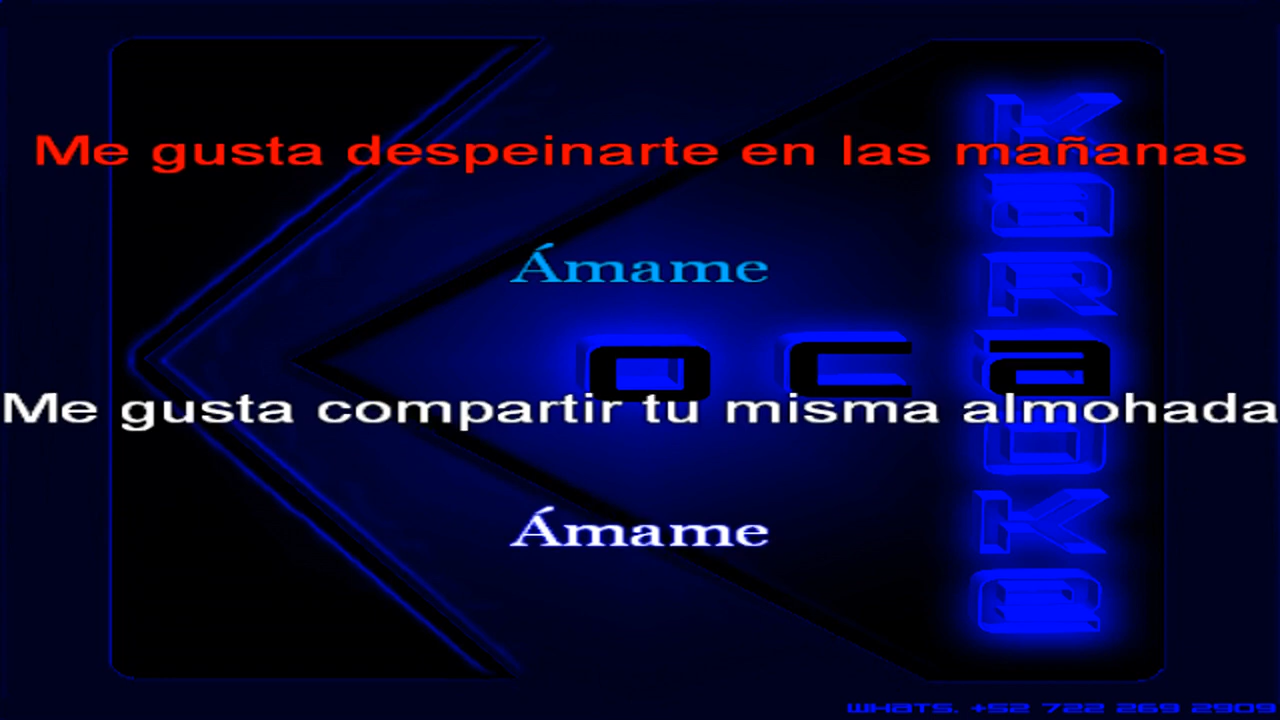 Me gusta despeinarte en las mañanas
Ámame
oca
Me gusta compartir tu misma almohada
Ámame
KaRaOKe
WHATS. +52 722 269 2909